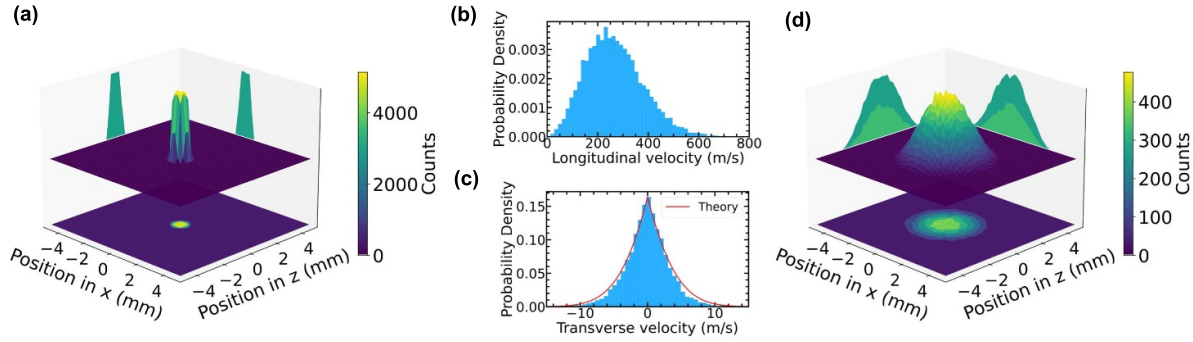 (a)
4000
2000
0
Counts
−4
−2
0
2
4
Position in x (mm)
−4
−2
0
2
4
Position in z (mm)
(b)
Probability Density
0.003
0.002
0.001
0.000
0
200
400
600
800
Longitudinal velocity (m/s)
(c)
Probability Density
0.15
0.10
0.05
0.00
Theory
−10
0
10
Transverse velocity (m/s)
(d)
400
300
200
100
0
Counts
−4
−2
0
2
4
Position in x (mm)
−4
−2
0
2
4
Position in z (mm)